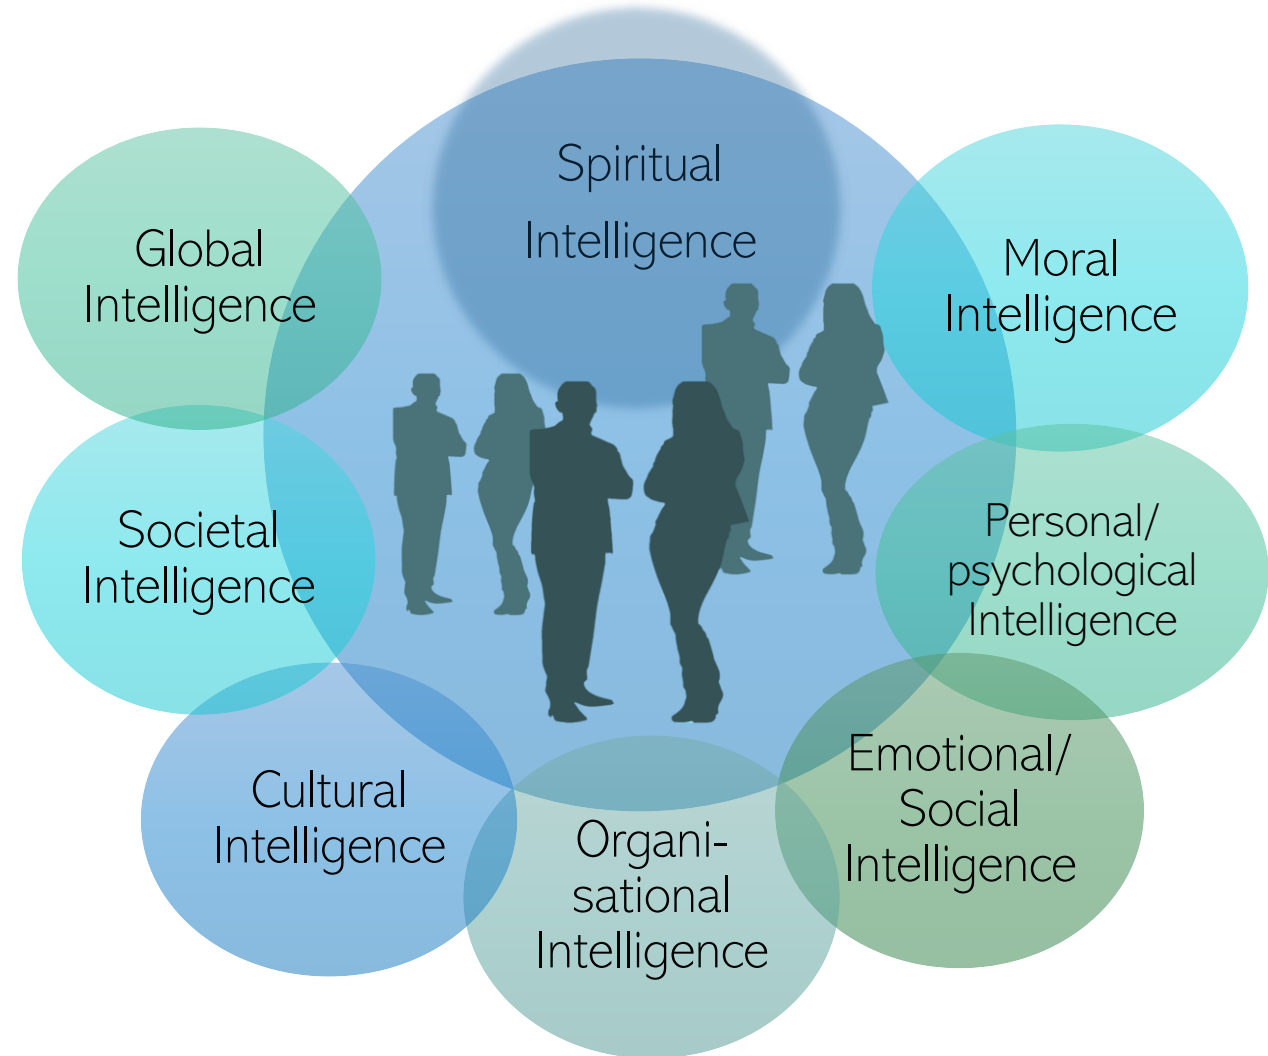 Spiritual
Intelligence
Global
Intelligence
Moral
Intelligence
Societal
Intelligence
Personal/
psychological
Intelligence
Cultural
Intelligence
Emotional/
Social
Intelligence
Organi-
sational
Intelligence